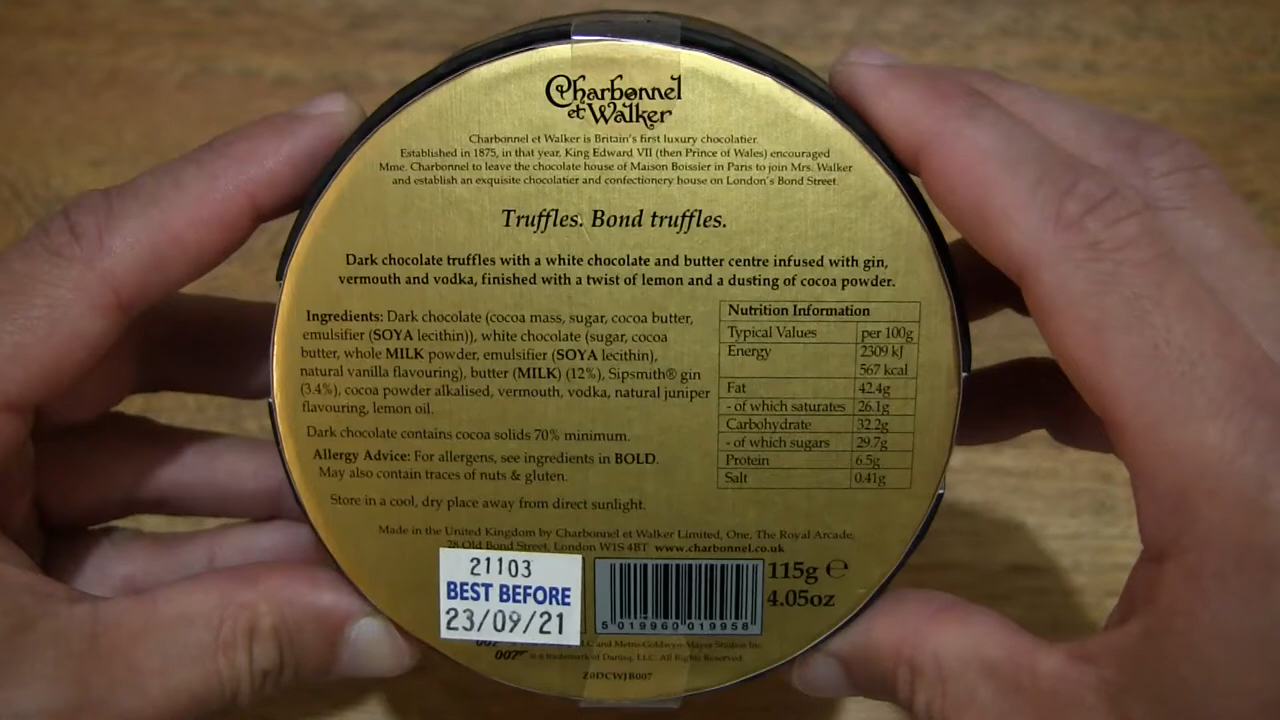 Charbonnel
et Walker
Charbonnel et Walker is Britain's first luxury chocolatier.
Established in 1875, in that year, King Edward VII (then Prince of Wales) encouraged
Mme. Charbonnel to leave the chocolate house of Maison Boissier in Paris to join Mrs. Walker
and establish an exquisite chocolatier and confectionery house on London's Bond Street.
Truffles. Bond truffles.
Dark chocolate truffles with a white chocolate and butter centre infused with gin,
vermouth and vodka, finished with a twist of lemon and a dusting of cocoa powder.
Ingredients: Dark chocolate (cocoa mass, sugar, cocoa butter,
emulsifier (SOYA lecithin)), white chocolate (sugar, cocoa
butter, whole MILK powder, emulsifier (SOYA lecithin),
natural vanilla flavouring), butter (MILK) (12%), Sipsmith® gin
(3.4%), cocoa powder alkalised, vermouth, vodka, natural juniper
flavouring, lemon oil.
Dark chocolate contains cocoa solids 70% minimum.
Allergy Advice: For allergens, see ingredients in BOLD.
May also contain traces of nuts & gluten.
Store in a cool, dry place away from direct sunlight.
Nutrition Information
Typical Values per 100g
Energy 2309 kJ
567 kcal
Fat 42.4g
- of which saturates 26.1g
Carbohydrate 32.2g
- of which sugars 29.7g
Protein 6.5g
Salt 0.41g
Made in the United Kingdom by Charbonnel et Walker Limited, One, The Royal Arcade,
28 Old Bond Street, London W1S 4BT www.charbonnel.co.uk
21103
BEST BEFORE
23/09/21
5 019960 019958
115g ℮
4.05oz
007 LLC and Metro-Goldwyn-Mayer Studios Inc.
007 is a trademark of Danjaq, LLC. All Rights Reserved.
Z0DCWJB007